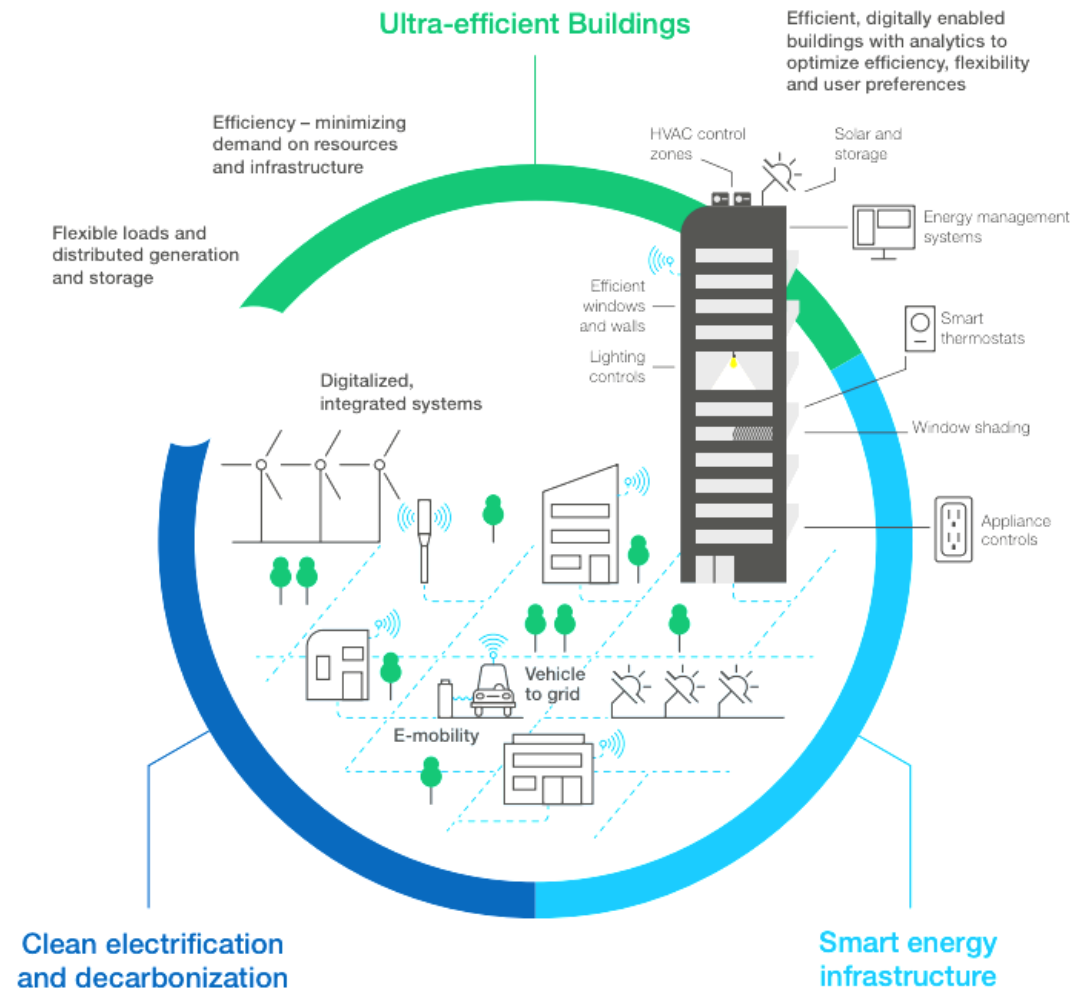 Ultra-efficient Buildings
Efficient, digitally enabled
buildings with analytics to
optimize efficiency, flexibility
and user preferences
Efficiency – minimizing
demand on resources
and infrastructure
HVAC control
zones
Solar and
storage
Flexible loads and
distributed generation
and storage
Energy management
systems
Efficient
windows
and walls
Smart
thermostats
Lighting
controls
Digitalized,
integrated systems
Window shading
Appliance
controls
Vehicle
to grid
E-mobility
Clean electrification
and decarbonization
Smart energy
infrastructure